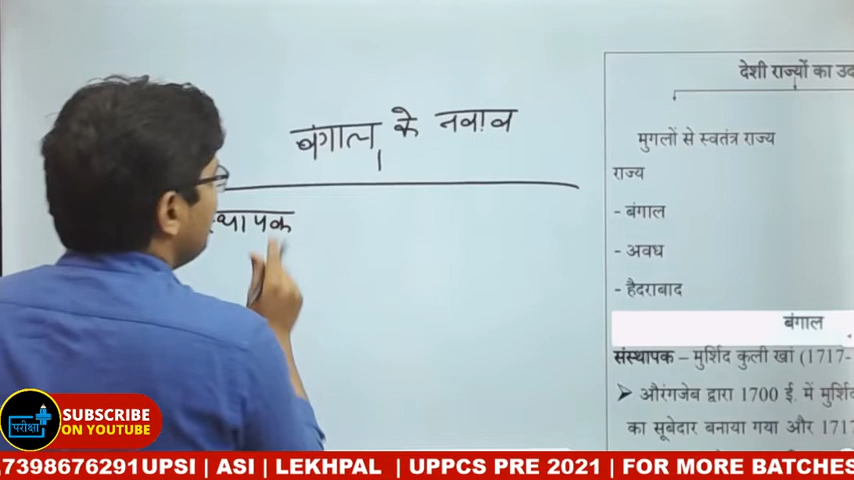 बंगाल के नवाब
स्थापक
देशी राज्यों का उद
मुगलों से स्वतंत्र राज्य
राज्य
- बंगाल
- अवध
- हैदराबाद
बंगाल
संस्थापक – मुर्शिद कुली खां (1717-
➤ औरंगजेब द्वारा 1700 ई. में मुर्शिद
का सूबेदार बनाया गया और 1717
परीक्षा
SUBSCRIBE
ON YOUTUBE
,7398676291UPSI | ASI | LEKHPAL | UPPCS PRE 2021 | FOR MORE BATCHES